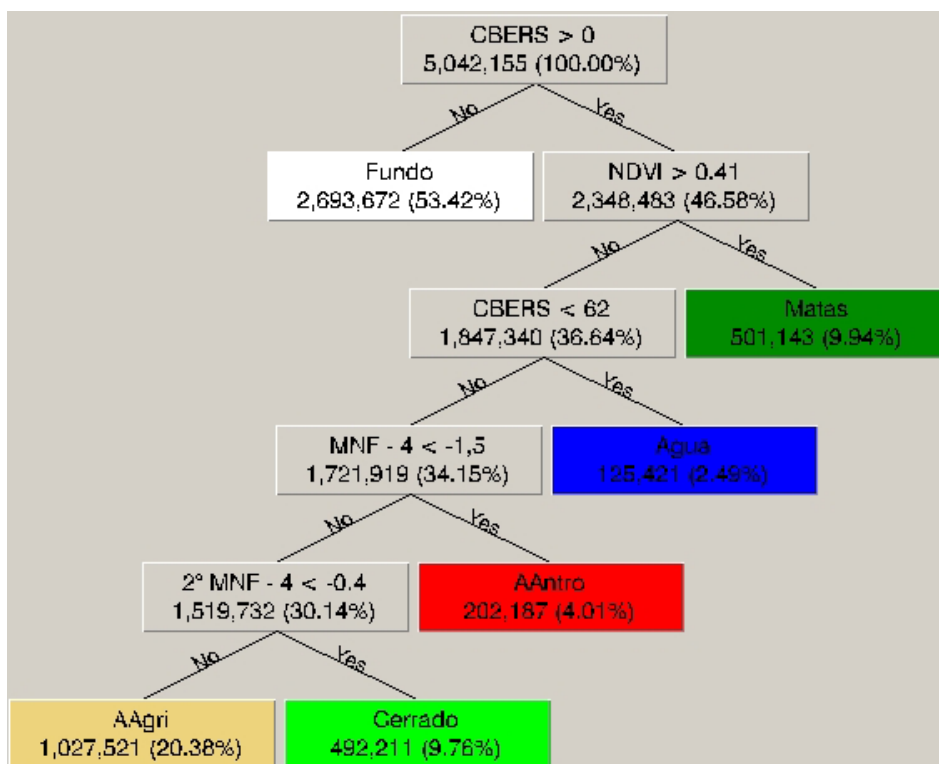 CBERS > 0
5,042,155 (100.00%)
No
Yes
Fundo
2,693,672 (53.42%)
NDVI > 0.41
2,348,483 (46.58%)
No
Yes
CBERS < 62
1,847,340 (36.64%)
Matas
501,143 (9.94%)
No
Yes
MNF - 4 < -1,5
1,721,919 (34.15%)
Agua
125,421 (2.49%)
No
Yes
2° MNF - 4 < -0.4
1,519,732 (30.14%)
AAntro
202,187 (4.01%)
No
Yes
AAgri
1,027,521 (20.38%)
Cerrado
492,211 (9.76%)